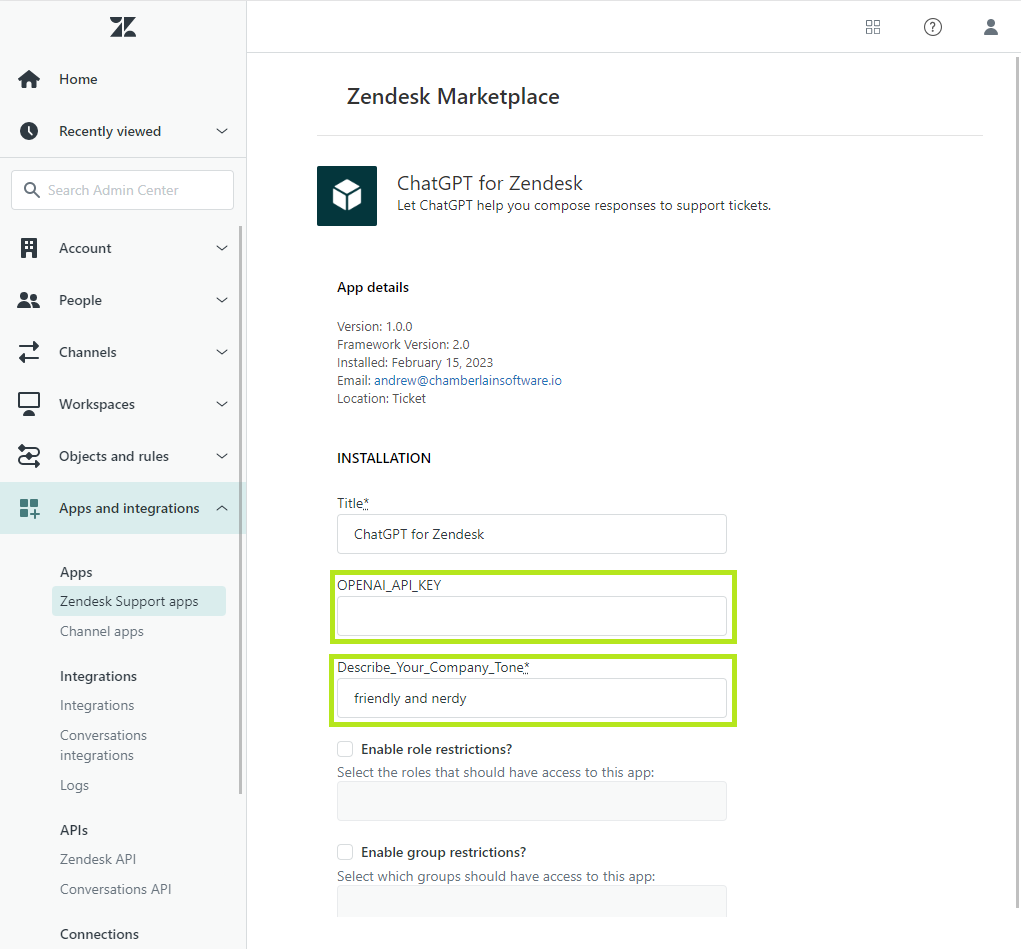 Home
Recently viewed
Search Admin Center
Account
People
Channels
Workspaces
Objects and rules
Apps and integrations
Apps
Zendesk Support apps
Channel apps
Integrations
Integrations
Conversations
integrations
Logs
APIs
Zendesk API
Conversations API
Connections
Zendesk Marketplace
ChatGPT for Zendesk
Let ChatGPT help you compose responses to support tickets.
App details
Version: 1.0.0
Framework Version: 2.0
Installed: February 15, 2023
Email: andrew@chamberlainsoftware.io
Location: Ticket
INSTALLATION
Title*
ChatGPT for Zendesk
OPENAI_API_KEY
Describe_Your_Company_Tone*
friendly and nerdy
Enable role restrictions?
Select the roles that should have access to this app:
Enable group restrictions?
Select which groups should have access to this app: